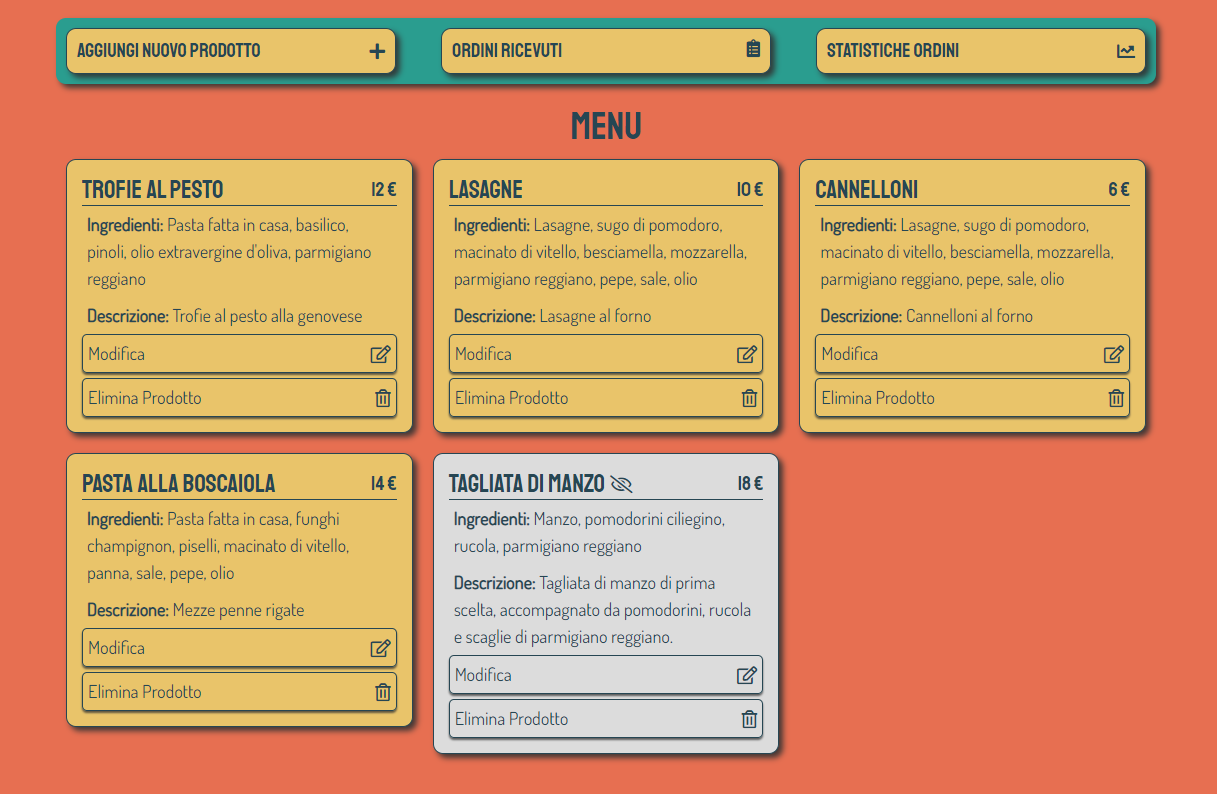 AGGIUNGI NUOVO PRODOTTO
ORDINI RICEVUTI
STATISTICHE ORDINI
MENU
TROFIE AL PESTO 12 €
Ingredienti: Pasta fatta in casa, basilico,
pinoli, olio extravergine d'oliva, parmigiano
reggiano
Descrizione: Trofie al pesto alla genovese
Modifica
Elimina Prodotto
LASAGNE 10 €
Ingredienti: Lasagne, sugo di pomodoro,
macinato di vitello, besciamella, mozzarella,
parmigiano reggiano, pepe, sale, olio
Descrizione: Lasagne al forno
Modifica
Elimina Prodotto
CANNELLONI 6 €
Ingredienti: Lasagne, sugo di pomodoro,
macinato di vitello, besciamella, mozzarella,
parmigiano reggiano, pepe, sale, olio
Descrizione: Cannelloni al forno
Modifica
Elimina Prodotto
PASTA ALLA BOSCAIOLA 14 €
Ingredienti: Pasta fatta in casa, funghi
champignon, piselli, macinato di vitello,
panna, sale, pepe, olio
Descrizione: Mezze penne rigate
Modifica
Elimina Prodotto
TAGLIATA DI MANZO 18 €
Ingredienti: Manzo, pomodorini ciliegino,
rucola, parmigiano reggiano
Descrizione: Tagliata di manzo di prima
scelta, accompagnato da pomodorini, rucola
e scaglie di parmigiano reggiano.
Modifica
Elimina Prodotto